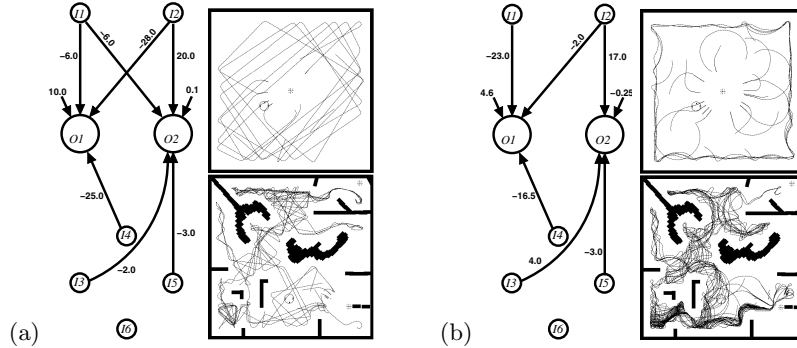 I1 I2 I1 I2
-6.0 -6.0 -28.0 20.0 -23.0 -2.0 17.0
10.0 0.1 4.6 -0.25
O1 O2 O1 O2
-25.0 -16.5
I4 -3.0 I4 -3.0
I3 -2.0 I5 I3 4.0 I5
(a) I6 (b) I6